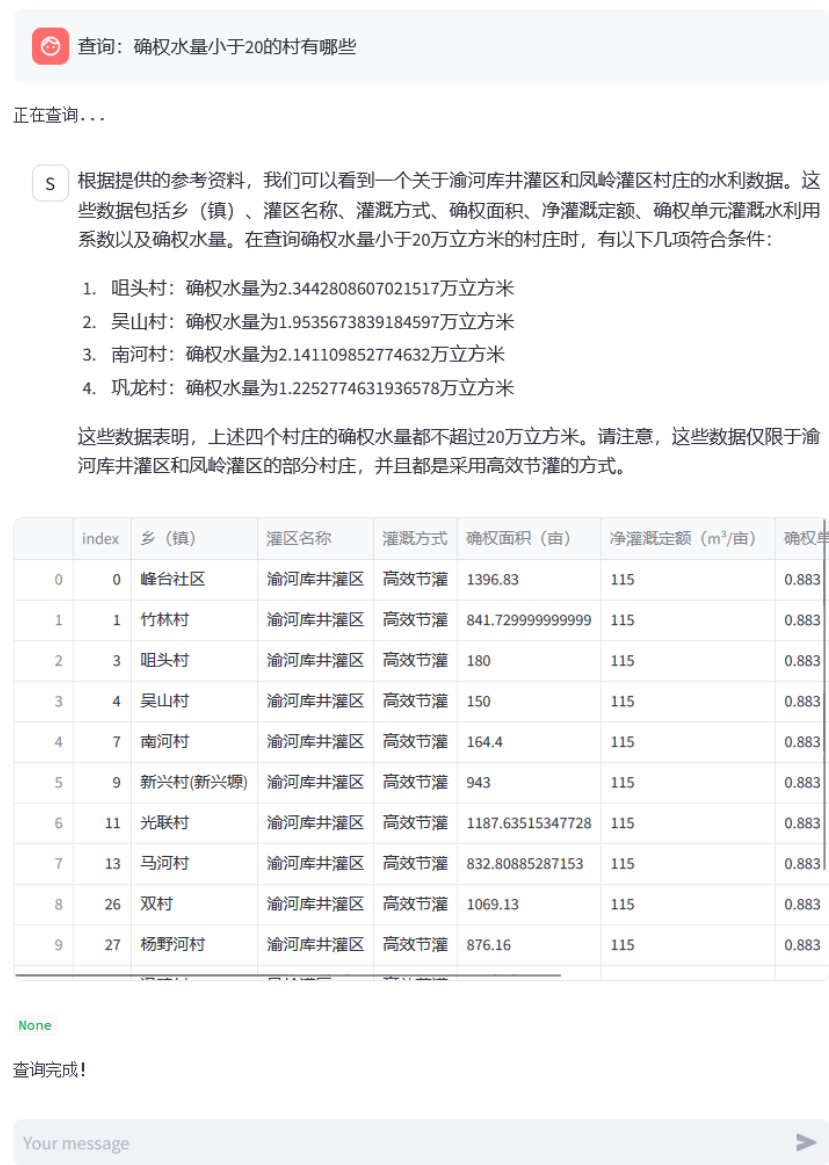 查询：确权水量小于20的村有哪些
正在查询...
S
根据提供的参考资料，我们可以看到一个关于渝河库井灌区和凤岭灌区村庄的水利数据。这
些数据包括乡（镇）、灌区名称、灌溉方式、确权面积、净灌溉定额、确权单元灌溉水利用
系数以及确权水量。在查询确权水量小于20万立方米的村庄时，有以下几项符合条件：
1. 咀头村：确权水量为2.3442808607021517万立方米
2. 吴山村：确权水量为1.9535673839184597万立方米
3. 南河村：确权水量为2.141109852774632万立方米
4. 巩龙村：确权水量为1.2252774631936578万立方米
这些数据表明，上述四个村庄的确权水量都不超过20万立方米。请注意，这些数据仅限于渝
河库井灌区和凤岭灌区的部分村庄，并且都是采用高效节灌的方式。
index 乡（镇） 灌区名称 灌溉方式 确权面积（亩） 净灌溉定额（m³/亩） 确权单
0 0 峰台社区 渝河库井灌区 高效节灌 1396.83 115 0.883
1 1 竹林村 渝河库井灌区 高效节灌 841.729999999999 115 0.883
2 3 咀头村 渝河库井灌区 高效节灌 180 115 0.883
3 4 吴山村 渝河库井灌区 高效节灌 150 115 0.883
4 7 南河村 渝河库井灌区 高效节灌 164.4 115 0.883
5 9 新兴村(新兴塬) 渝河库井灌区 高效节灌 943 115 0.883
6 11 光联村 渝河库井灌区 高效节灌 1187.63515347728 115 0.883
7 13 马河村 渝河库井灌区 高效节灌 832.80885287153 115 0.883
8 26 双村 渝河库井灌区 高效节灌 1069.13 115 0.883
9 27 杨野河村 渝河库井灌区 高效节灌 876.16 115 0.883
None
查询完成!
Your message